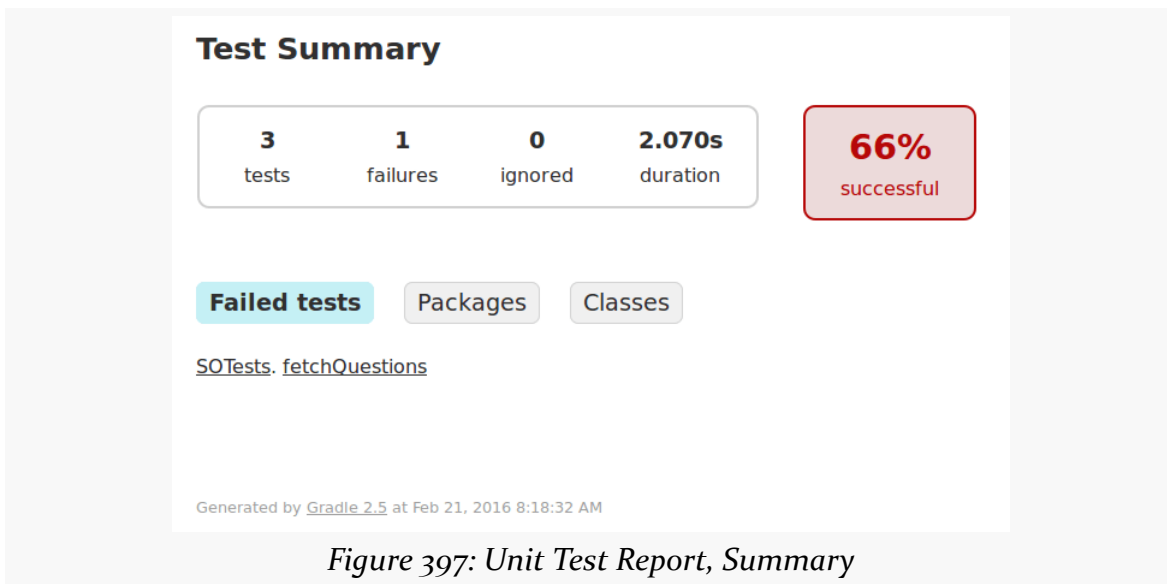 Test Summary
3 1 0 2.070s
tests failures ignored duration
66%
successful
Failed tests Packages Classes
SOTests. fetchQuestions
Generated by Gradle 2.5 at Feb 21, 2016 8:18:32 AM
Figure 397: Unit Test Report, Summary